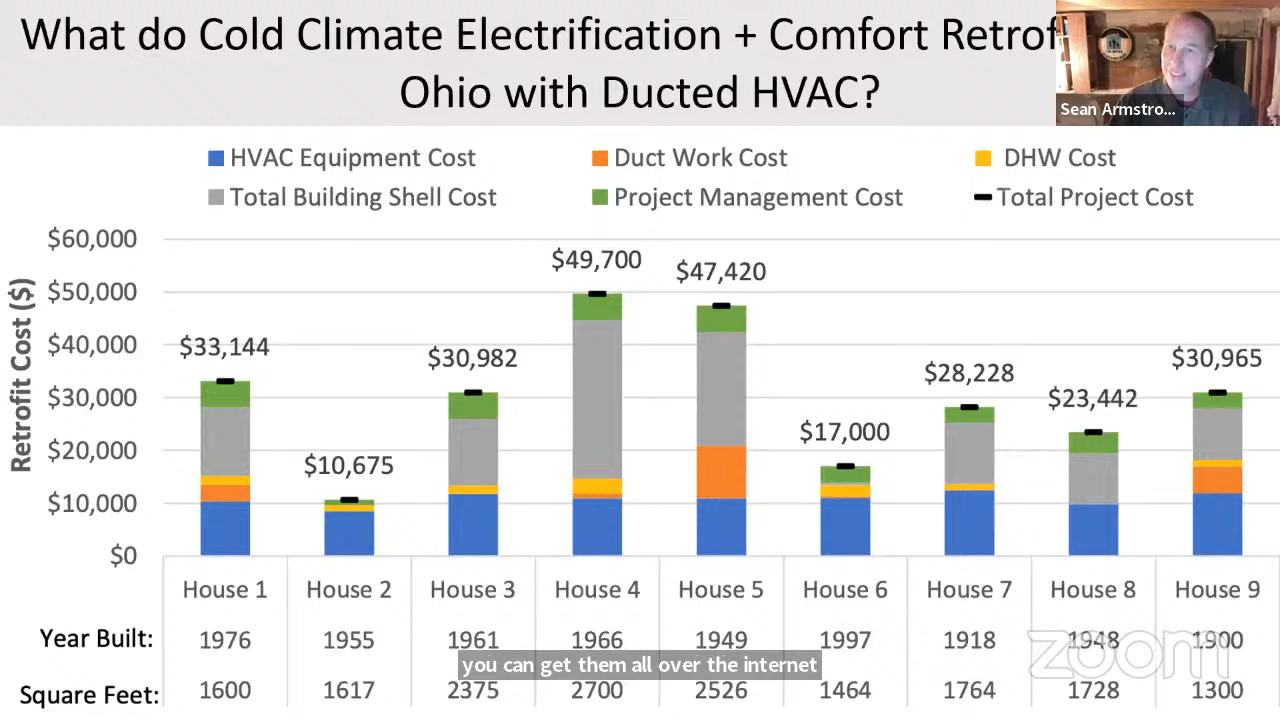 What do Cold Climate Electrification + Comfort Retrof
Ohio with Ducted HVAC?
Sean Armstro...
HVAC Equipment Cost
Duct Work Cost
DHW Cost
Total Building Shell Cost
Project Management Cost
Total Project Cost
Retrofit Cost ($)
$60,000
$50,000
$40,000
$30,000
$20,000
$10,000
$0
$33,144
$10,675
$30,982
$49,700
$47,420
$17,000
$28,228
$23,442
$30,965
House 1 House 2 House 3 House 4 House 5 House 6 House 7 House 8 House 9
Year Built: 1976 1955 1961 1966 1949 1997 1918 1948 1900
zoom
you can get them all over the internet
Square Feet: 1600 1617 2375 2700 2526 1464 1764 1728 1300